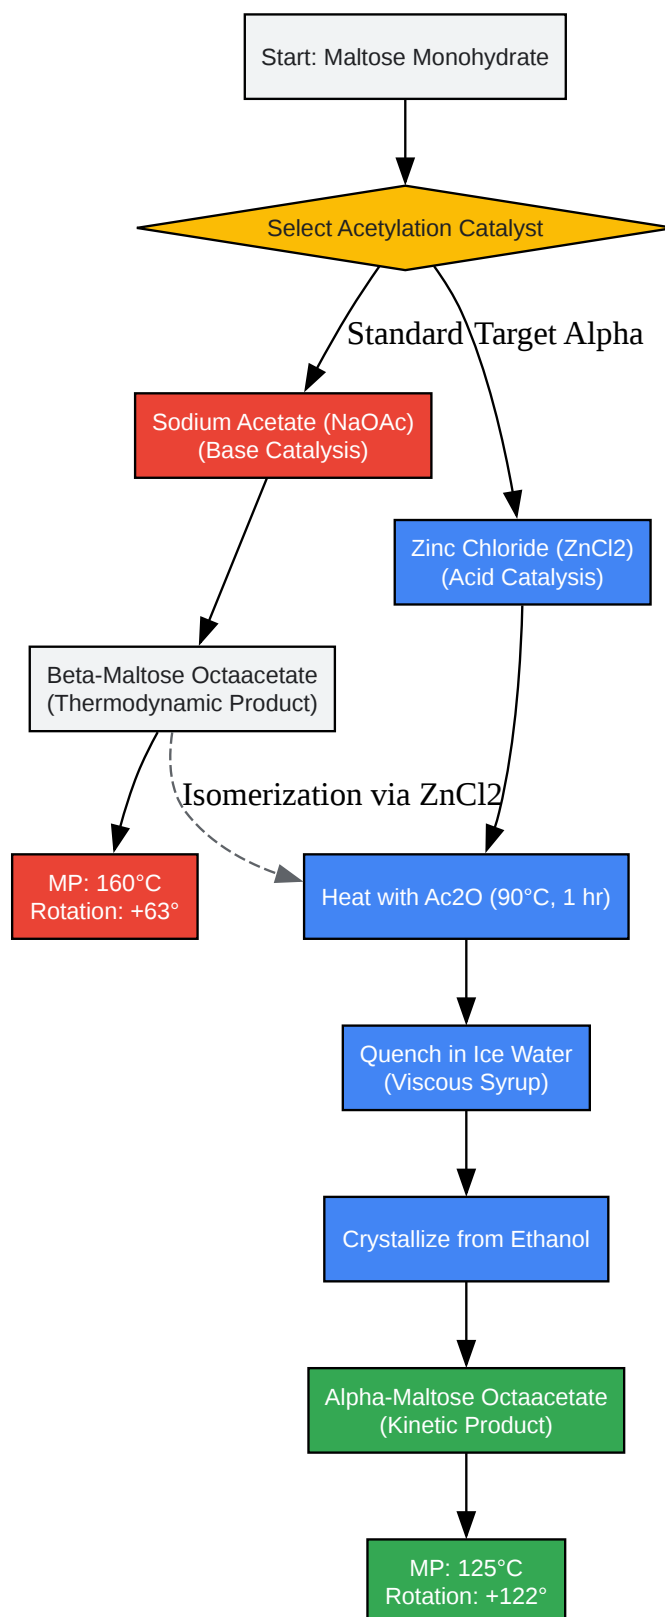 Start: Maltose Monohydrate
Select Acetylation Catalyst
Standard
Target Alpha
Sodium Acetate (NaOAc)
(Base Catalysis)
Zinc Chloride (ZnCl2)
(Acid Catalysis)
Beta-Maltose Octaacetate
(Thermodynamic Product)
Isomerization via ZnCl2
MP: 160°C
Rotation: +63°
Heat with Ac2O (90°C, 1 hr)
Quench in Ice Water
(Viscous Syrup)
Crystallize from Ethanol
Alpha-Maltose Octaacetate
(Kinetic Product)
MP: 125°C
Rotation: +122°